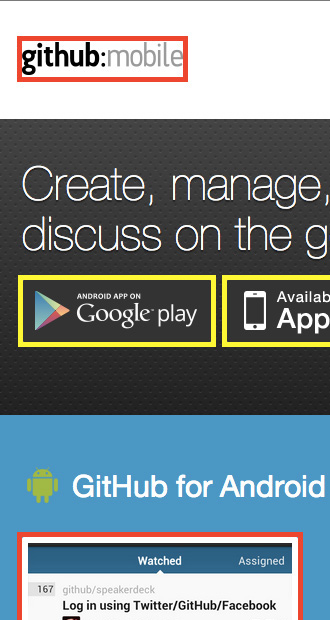 github:mobile
Create, manage,
discuss on the g
ANDROID APP ON
Google play
Availab
App
GitHub for Android
Watched
Assigned
167
github/speakerdeck
Log in using Twitter/GitHub/Facebook